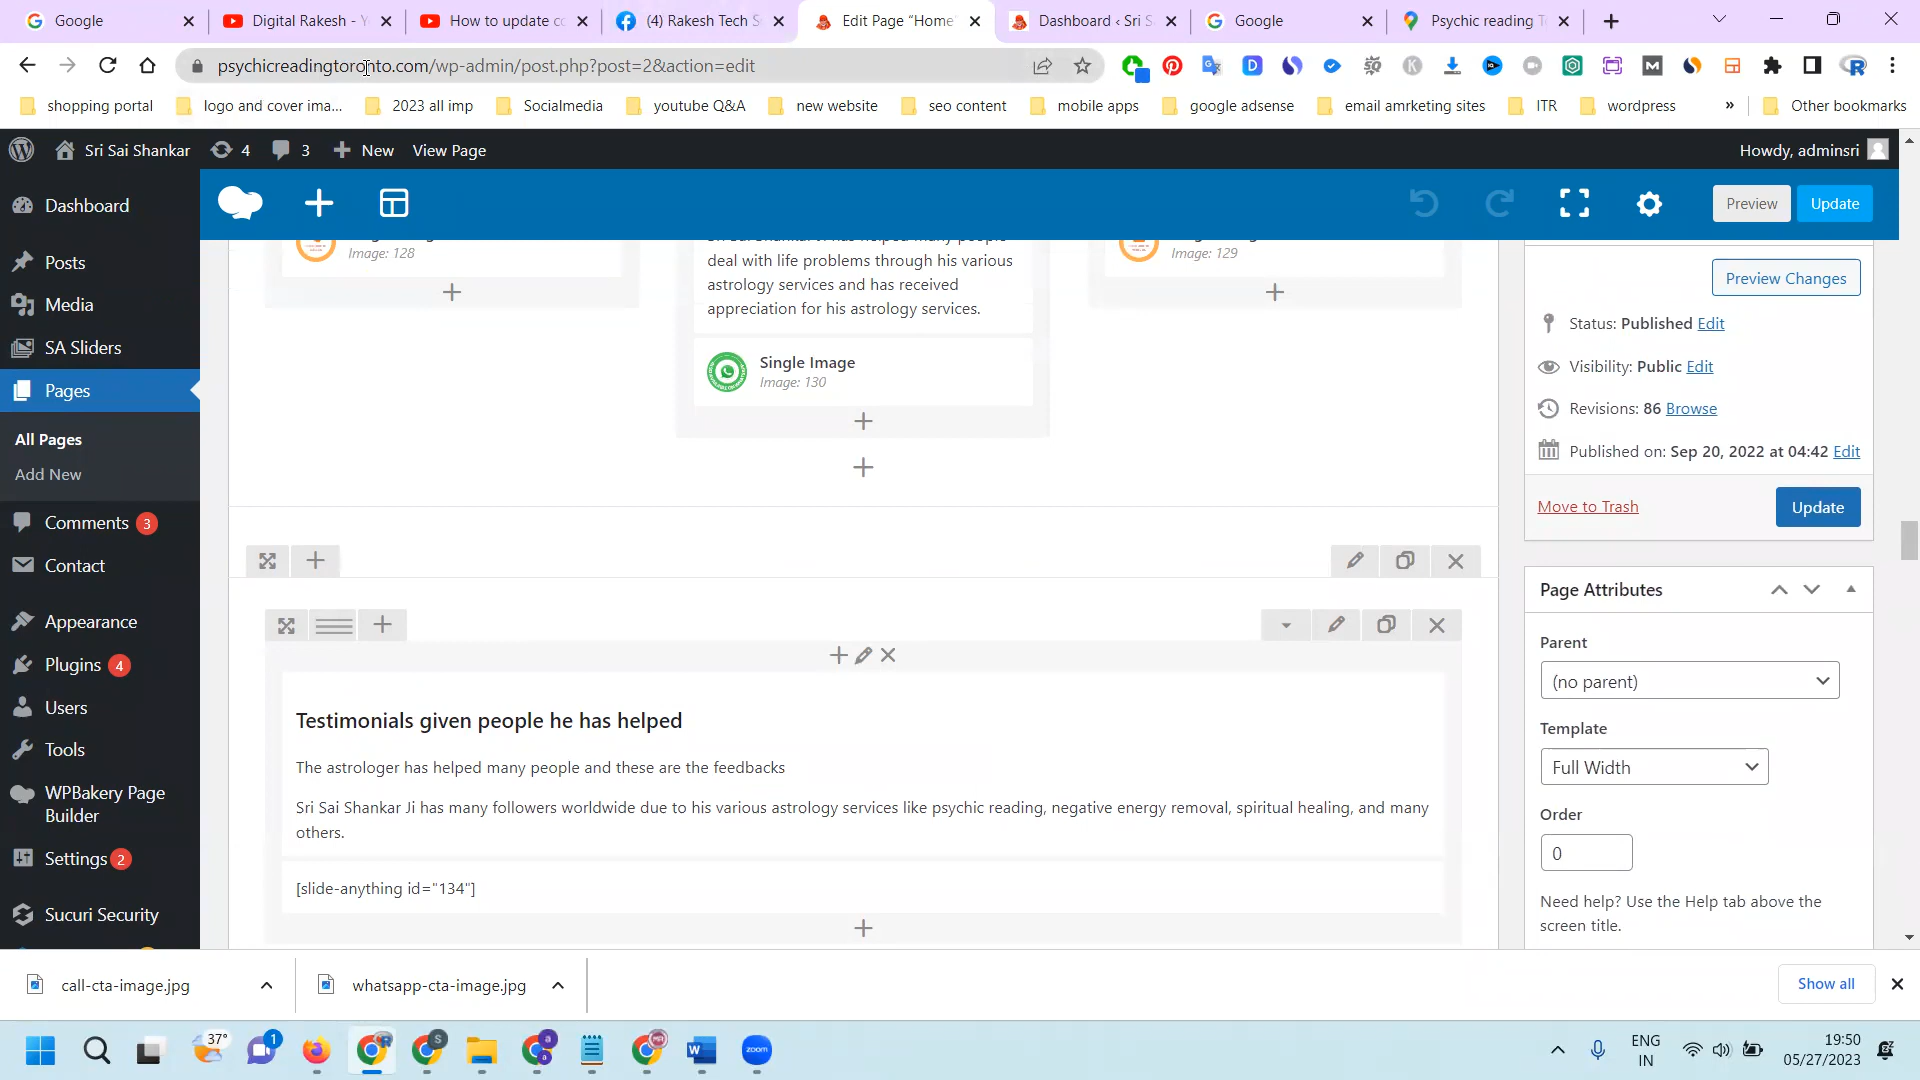 Google
Digital Rakesh - Y
How to update co
(4) Rakesh Tech S
Edit Page “Home”
Dashboard ‹ Sri S
Google
Psychic reading T
psychicreadingtoronto.com/wp-admin/post.php?post=2&action=edit
shopping portal
logo and cover ima...
2023 all imp
Socialmedia
youtube Q&A
new website
seo content
mobile apps
google adsense
email amrketing sites
ITR
wordpress
»
Other bookmarks
Sri Sai Shankar
4
3
New
View Page
Howdy, adminsri
Preview
Update
Dashboard
Posts
Media
SA Sliders
Pages
All Pages
Add New
Comments 3
Contact
Appearance
Plugins 4
Users
Tools
WPBakery Page
Builder
Settings 2
Sucuri Security
Image: 128
deal with life problems through his various
astrology services and has received
appreciation for his astrology services.
Single Image
Image: 130
Image: 129
Testimonials given people he has helped
The astrologer has helped many people and these are the feedbacks
Sri Sai Shankar Ji has many followers worldwide due to his various astrology services like psychic reading, negative energy removal, spiritual healing, and many
others.
[slide-anything id="134"]
Preview Changes
Status: Published Edit
Visibility: Public Edit
Revisions: 86 Browse
Published on: Sep 20, 2022 at 04:42 Edit
Move to Trash
Update
Page Attributes
Parent
(no parent)
Template
Full Width
Order
0
Need help? Use the Help tab above the
screen title.
call-cta-image.jpg
whatsapp-cta-image.jpg
Show all
37°
1
S
a
a
zoom
ENG
IN
19:50
05/27/2023